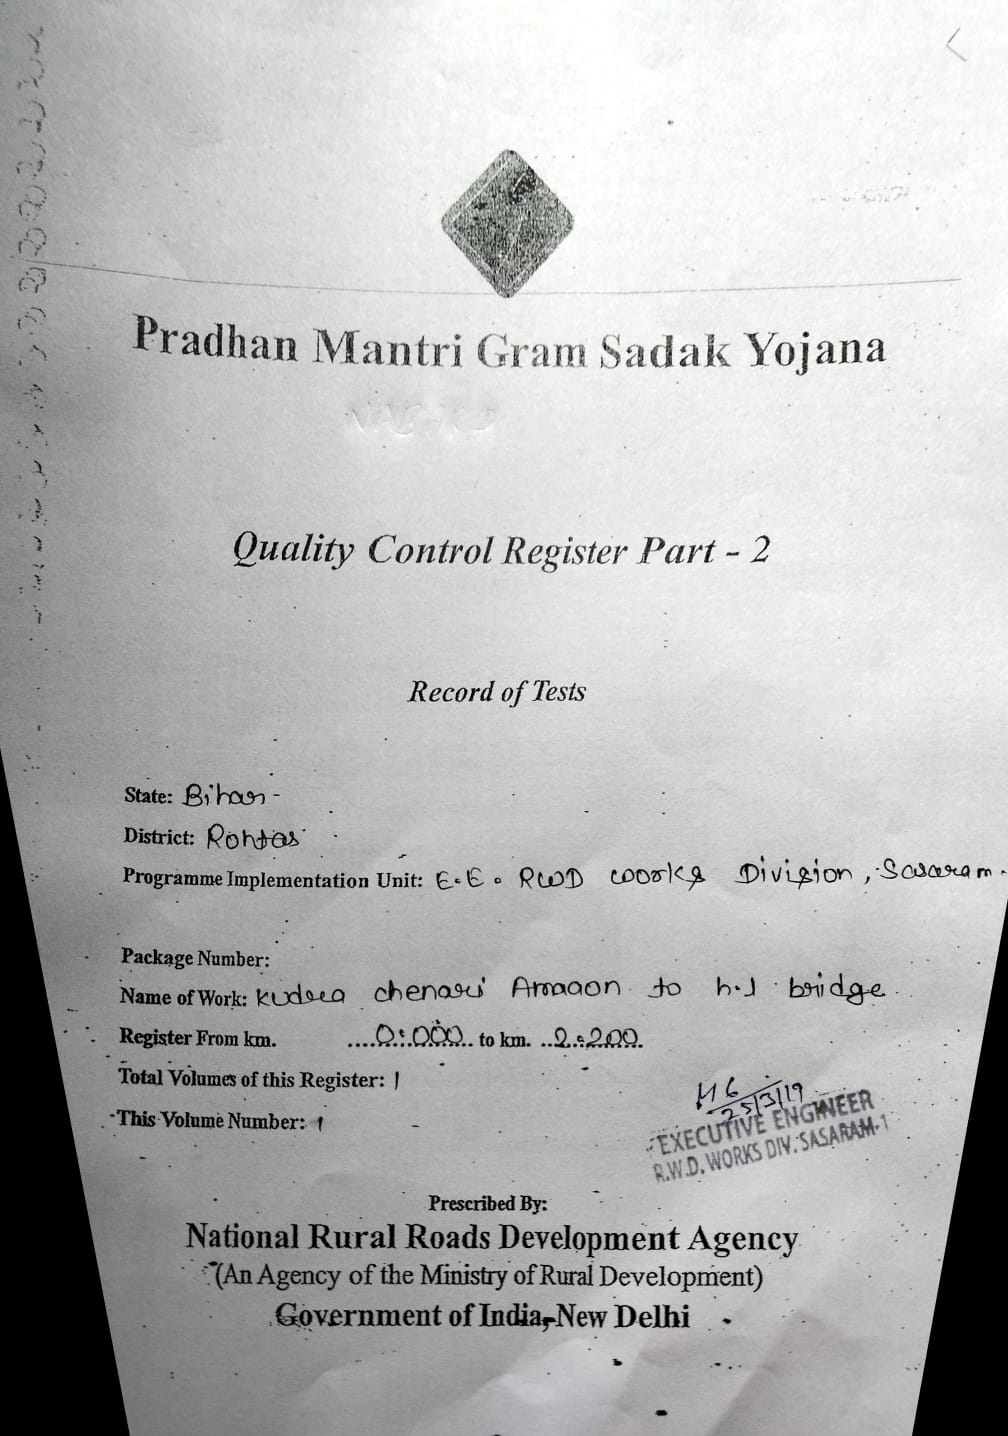 Pradhan Mantri Gram Sadak Yojana
Quality Control Register Part - 2
Record of Tests
State: Bihar -
District: Rohtas
Programme Implementation Unit: E.E. RWD works Division, Sasaram.
Package Number:
Name of Work: Kudra chenari Amaon to h.l bridge.
Register From km. ....0:000.. to km. ..2:200.
Total Volumes of this Register: 1
This Volume Number: 1
25/3/19
EXECUTIVE ENGINEER
R.W.D. WORKS DIV. SASARAM-1
Prescribed By:
National Rural Roads Development Agency
(An Agency of the Ministry of Rural Development)
Government of India, New Delhi